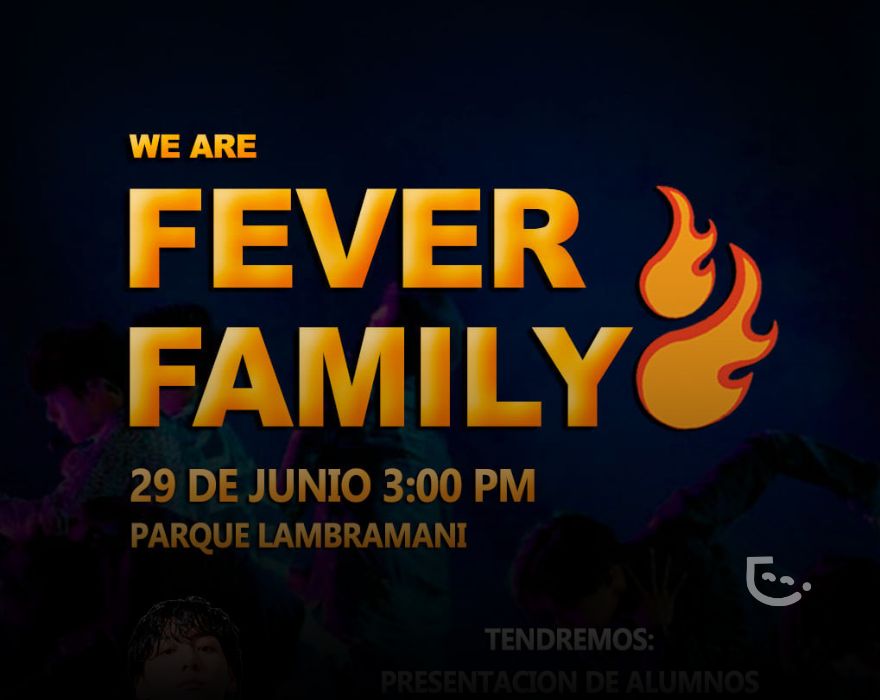 WE ARE
FEVER
FAMILY
29 DE JUNIO 3:00 PM
PARQUE LAMBRAMANI
TENDREMOS:
PRESENTACION DE ALUMNOS